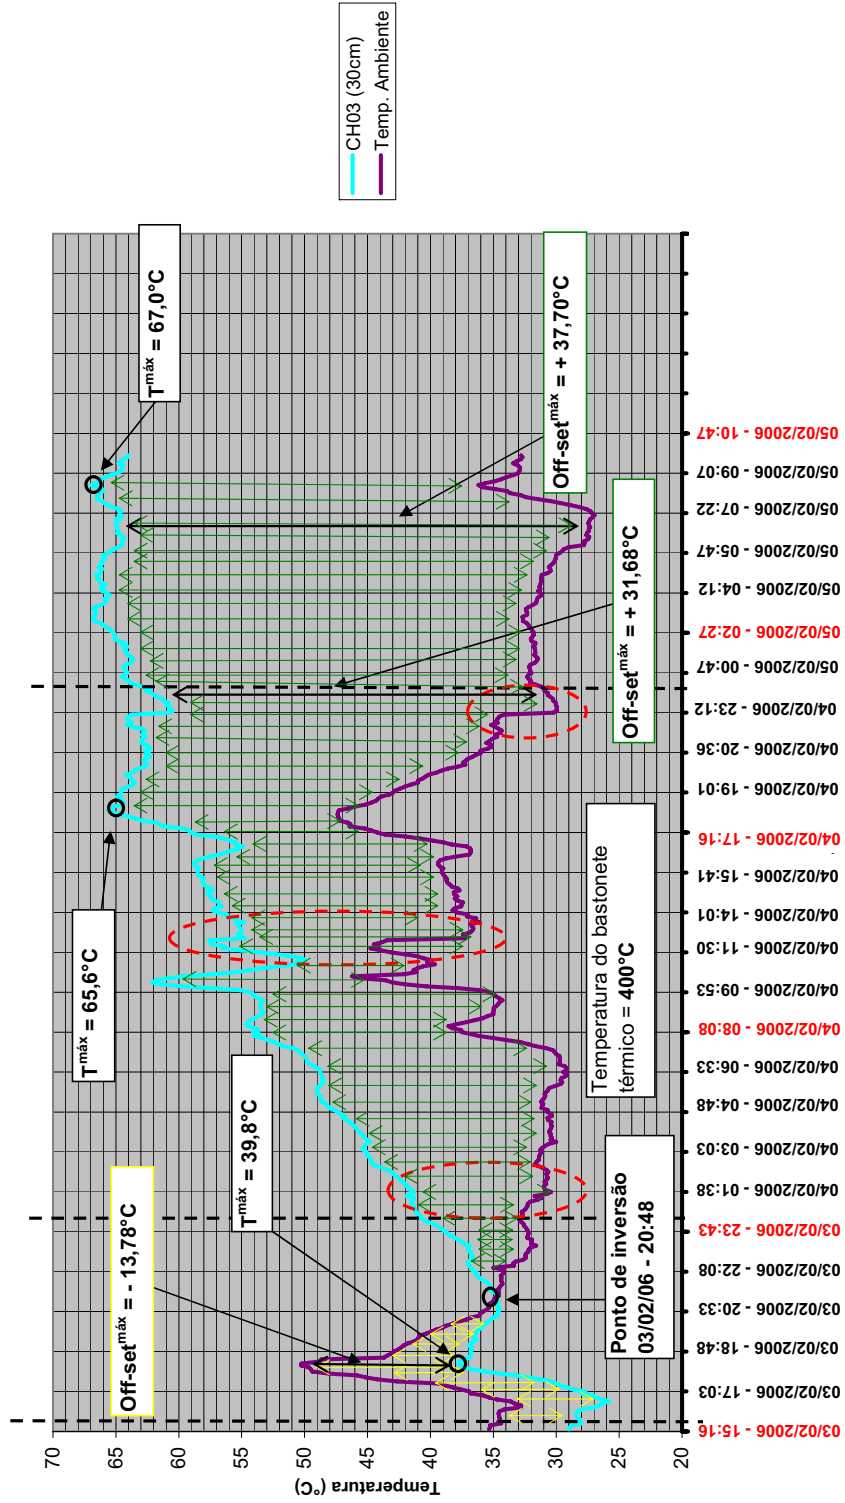 CH03 (30cm)
Temp. Ambiente
T máx = 67,0°C
Off-set máx = + 37,70°C
Off-set máx = + 31,68°C
T máx = 65,6°C
Temperatura do bastonete
térmico = 400°C
T máx = 39,8°C
Off-set máx = - 13,78°C
Ponto de inversão
03/02/06 - 20:48
Temperatura (°C)
70
65
60
55
50
45
40
35
30
25
20
03/02/2006 - 15:16
03/02/2006 - 17:03
03/02/2006 - 18:48
03/02/2006 - 20:33
03/02/2006 - 22:08
03/02/2006 - 23:43
04/02/2006 - 01:38
04/02/2006 - 03:03
04/02/2006 - 04:48
04/02/2006 - 06:33
04/02/2006 - 08:08
04/02/2006 - 09:53
04/02/2006 - 11:30
04/02/2006 - 14:01
04/02/2006 - 15:41
04/02/2006 - 17:16
04/02/2006 - 19:01
04/02/2006 - 20:36
04/02/2006 - 23:12
05/02/2006 - 00:47
05/02/2006 - 02:27
05/02/2006 - 04:12
05/02/2006 - 05:47
05/02/2006 - 07:22
05/02/2006 - 09:07
05/02/2006 - 10:47